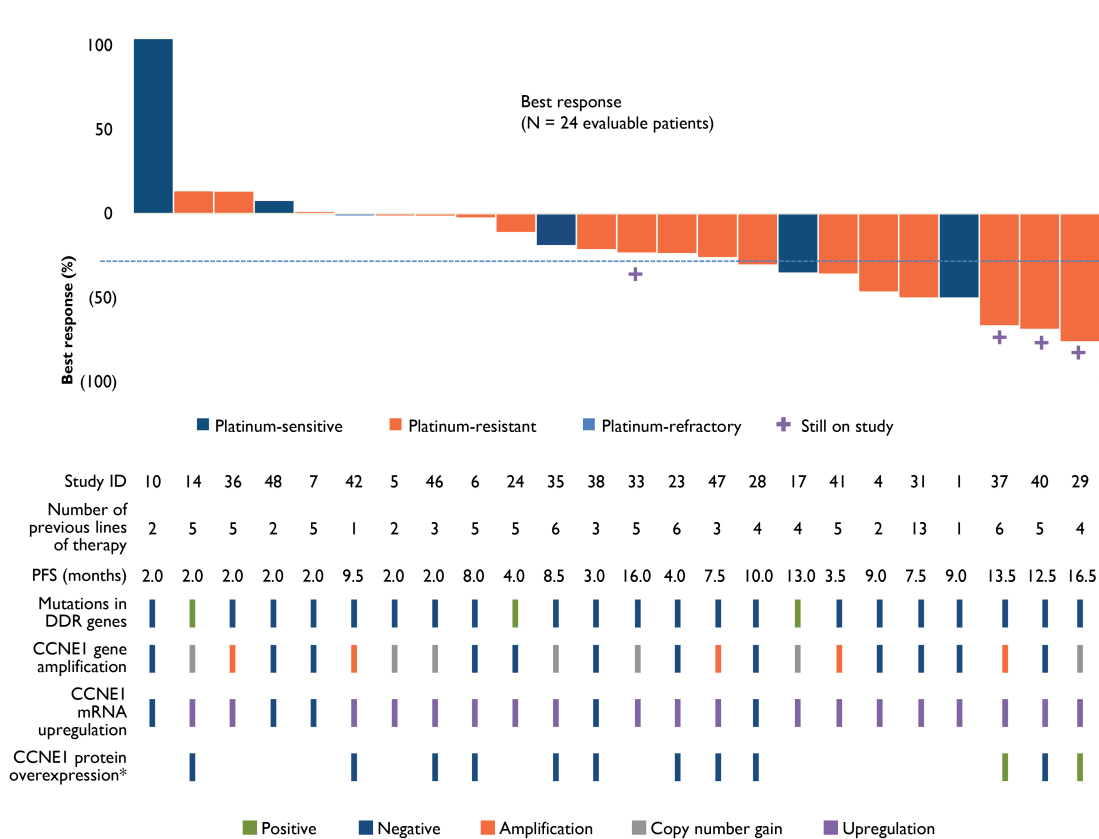 100
Best response
(N = 24 evaluable patients)
50
0
(50)
(100)
Best response (%)
Platinum-sensitive Platinum-resistant Platinum-refractory Still on study
Study ID 10 14 36 48 7 42 5 46 6 24 35 38 33 23 47 28 17 41 4 31 1 37 40 29
Number of
previous lines
of therapy
2 5 5 2 5 1 2 3 5 5 6 3 5 6 3 4 4 5 2 13 1 6 5 4
PFS (months) 2.0 2.0 2.0 2.0 2.0 9.5 2.0 2.0 8.0 4.0 8.5 3.0 16.0 4.0 7.5 10.0 13.0 3.5 9.0 7.5 9.0 13.5 12.5 16.5
Mutations in
DDR genes
CCNE1 gene
amplification
CCNE1
mRNA
upregulation
CCNE1 protein
overexpression*
Positive Negative Amplification Copy number gain Upregulation